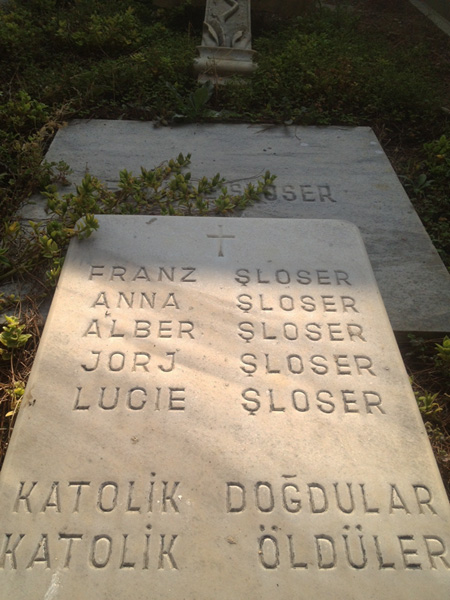 ŞLOSER
FRANZ ŞLOSER
ANNA ŞLOSER
ALBER ŞLOSER
JORJ ŞLOSER
LUCIE ŞLOSER
KATOLİK DOĞDULAR
KATOLİK ÖLDÜLER